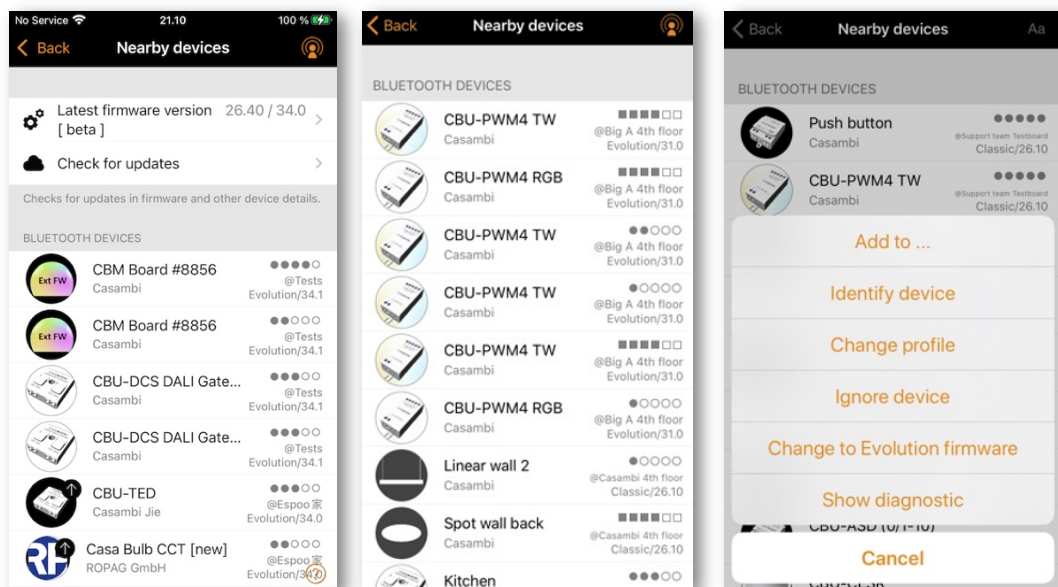 No Service 21.10 100 %
Back Nearby devices
Latest firmware version 26.40 / 34.0
[ beta ]
Check for updates
Checks for updates in firmware and other device details.
BLUETOOTH DEVICES
Ext FW
CBM Board #8856
Casambi
@Tests
Evolution/34.1
Ext FW
CBM Board #8856
Casambi
@Tests
Evolution/34.1
CBU-DCS DALI Gate...
Casambi
@Tests
Evolution/34.1
CBU-DCS DALI Gate...
Casambi
@Tests
Evolution/34.1
CBU-TED
Casambi Jie
@Espoo家
Evolution/34.0
Casa Bulb CCT [new]
ROPAG GmbH
@Espoo家
Evolution/34.0
Back Nearby devices
BLUETOOTH DEVICES
CBU-PWM4 TW
Casambi
@Big A 4th floor
Evolution/31.0
CBU-PWM4 RGB
Casambi
@Big A 4th floor
Evolution/31.0
CBU-PWM4 TW
Casambi
@Big A 4th floor
Evolution/31.0
CBU-PWM4 TW
Casambi
@Big A 4th floor
Evolution/31.0
CBU-PWM4 TW
Casambi
@Big A 4th floor
Evolution/31.0
CBU-PWM4 RGB
Casambi
@Big A 4th floor
Evolution/31.0
Linear wall 2
Casambi
@Casambi 4th floor
Classic/26.10
Spot wall back
Casambi
@Casambi 4th floor
Classic/26.10
Kitchen
Back Nearby devices Aa
BLUETOOTH DEVICES
Push button
Casambi
@Support team Testboard
Classic/26.10
CBU-PWM4 TW
Casambi
@Support team Testboard
Classic/26.10
Add to ...
Identify device
Change profile
Ignore device
Change to Evolution firmware
Show diagnostic
CBU-ASD (0/1-10)
Cancel